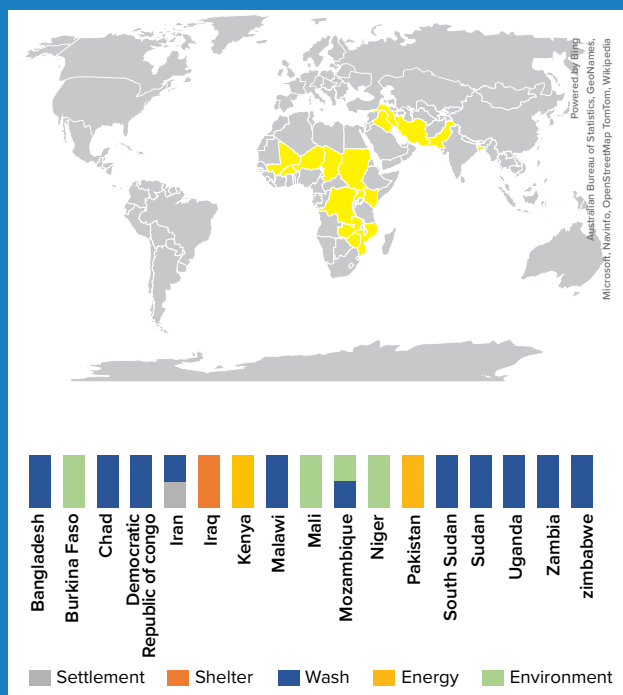 Powered by Bing
Australian Bureau of Statistics, GeoNames,
Microsoft, Navinfo, OpenStreetMap TomTom, Wikipedia
Bangladesh
Burkina Faso
Chad
Democratic
Republic of congo
Iran
Iraq
Kenya
Malawi
Mali
Mozambique
Niger
Pakistan
South Sudan
Sudan
Uganda
Zambia
zimbabwe
Settlement
Shelter
Wash
Energy
Environment